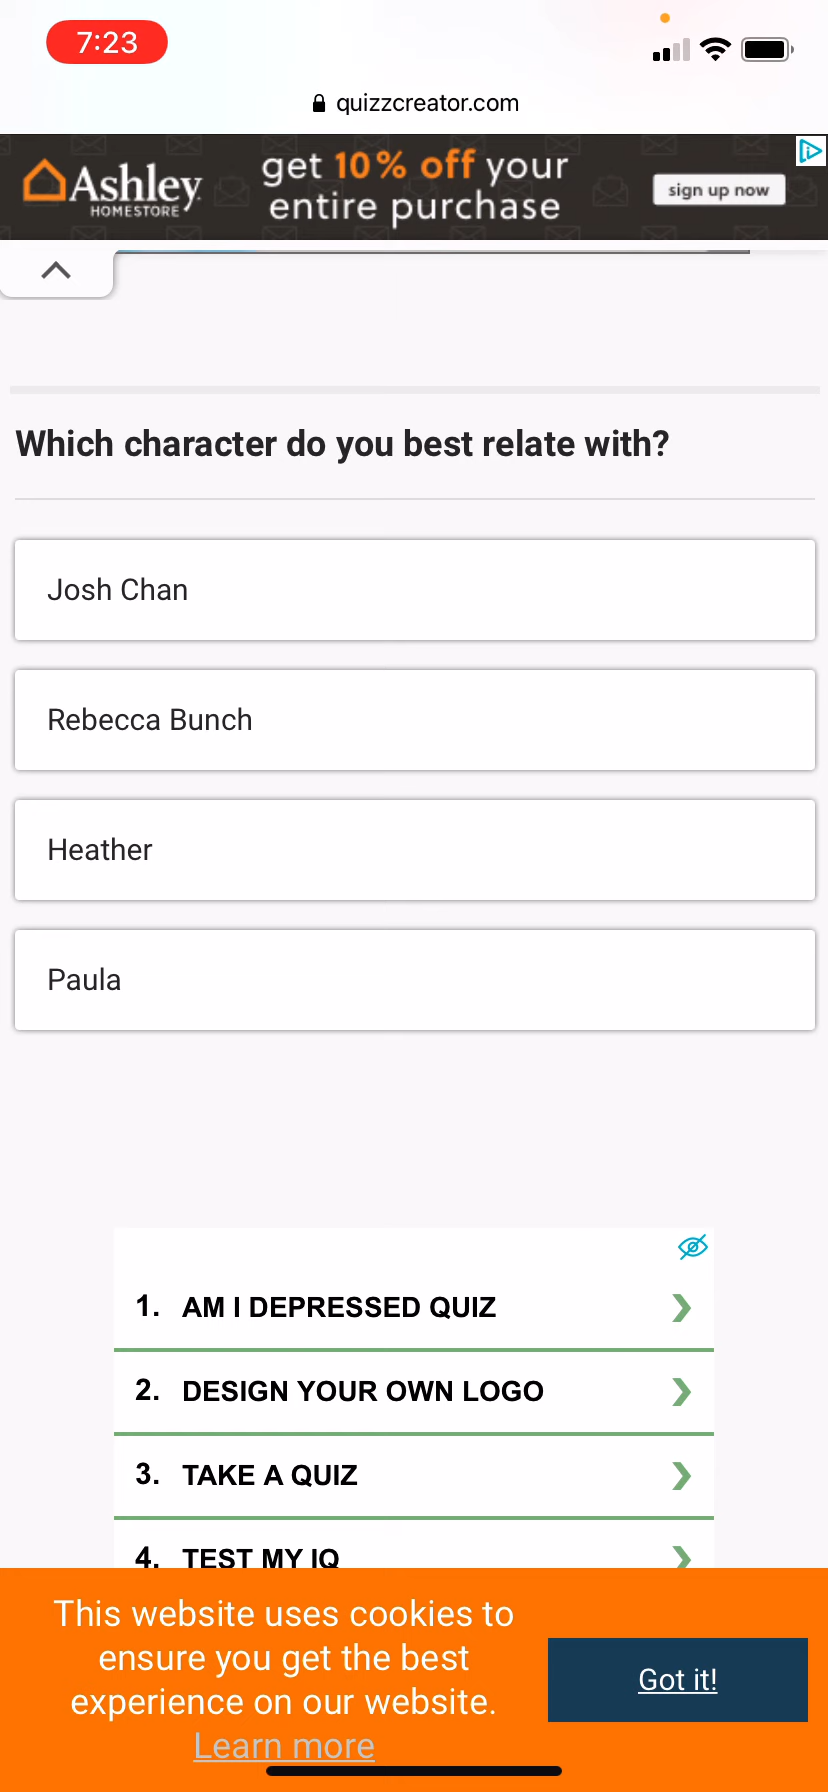 7:23
quizzcreator.com
Ashley
HOMESTORE
get 10% off your
entire purchase
sign up now
Which character do you best relate with?
Josh Chan
Rebecca Bunch
Heather
Paula
1. AM I DEPRESSED QUIZ
2. DESIGN YOUR OWN LOGO
3. TAKE A QUIZ
4. TEST MY IQ
This website uses cookies to
ensure you get the best
experience on our website.
Learn more
Got it!